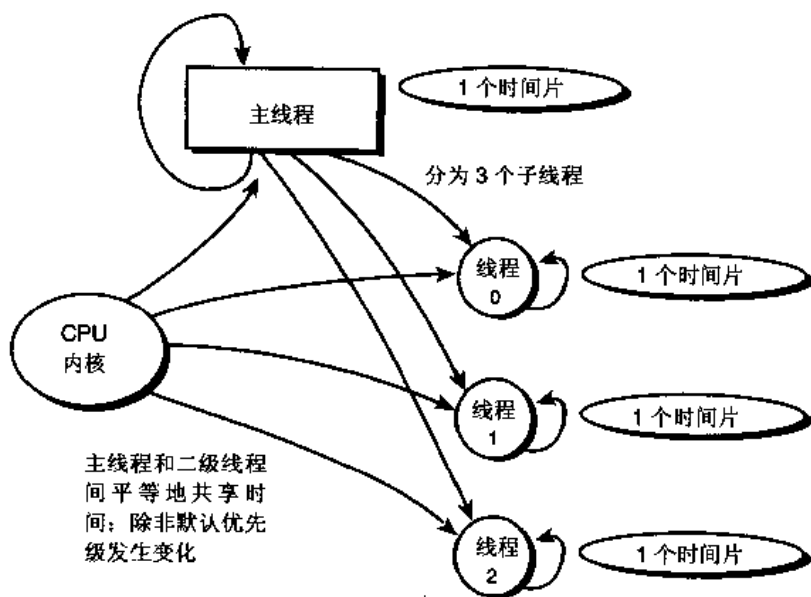 主线程
1 个时间片
分为 3 个子线程
线程
0
1 个时间片
CPU
内核
线程
1
1 个时间片
主线程和二级线程
间平等地共享时
间；除非默认优先
级发生变化
线程
2
1 个时间片